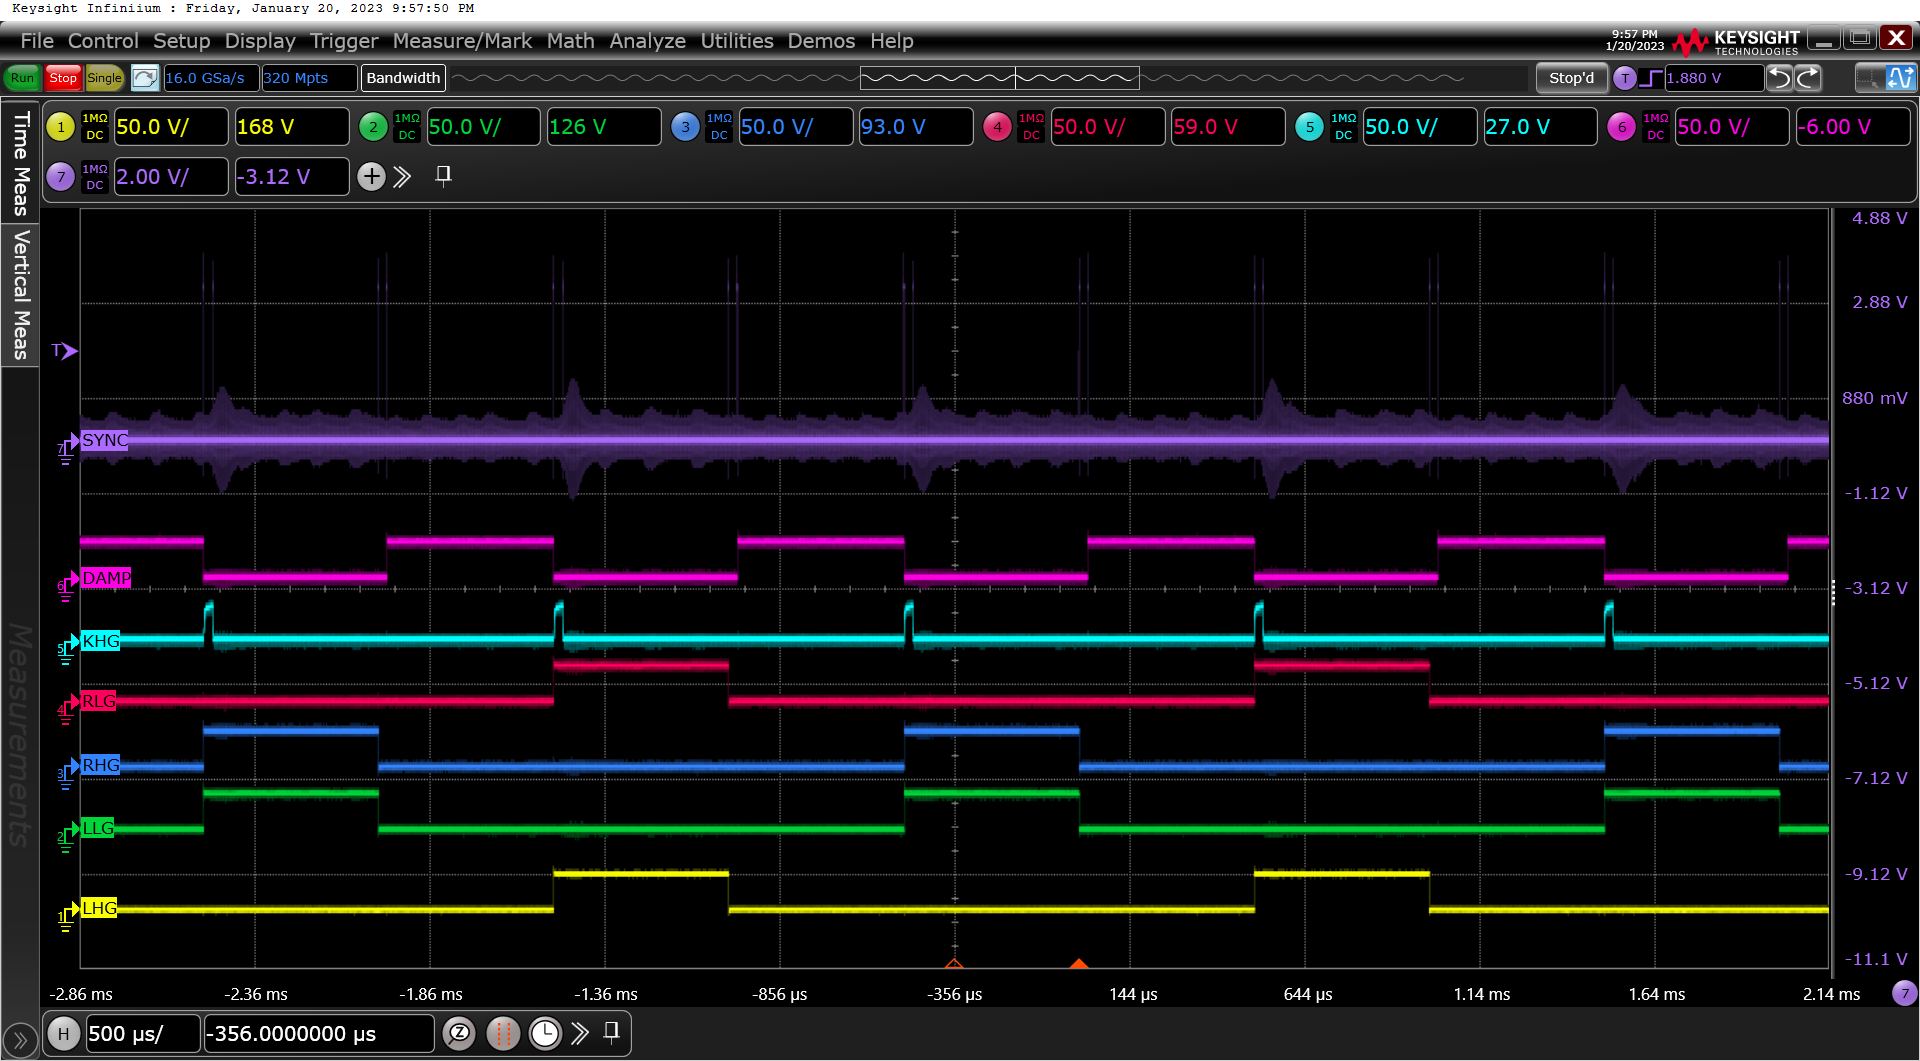 Keysight Infiniium : Friday, January 20, 2023 9:57:50 PM
File Control Setup Display Trigger Measure/Mark Math Analyze Utilities Demos Help
9:57 PM
1/20/2023
KEYSIGHT
TECHNOLOGIES
Run Stop Single 16.0 GSa/s 320 Mpts Bandwidth Stop'd T 1.880 V
1 1MΩ DC 50.0 V/ 168 V 2 1MΩ DC 50.0 V/ 126 V 3 1MΩ DC 50.0 V/ 93.0 V 4 1MΩ DC 50.0 V/ 59.0 V 5 1MΩ DC 50.0 V/ 27.0 V 6 1MΩ DC 50.0 V/ -6.00 V
7 1MΩ DC 2.00 V/ -3.12 V
Time Meas
Vertical Meas
Measurements
4.88 V
2.88 V
T
880 mV
7 SYNC
-1.12 V
6 DAMP
-3.12 V
5 KHG
-5.12 V
4 RLG
3 RHG
-7.12 V
2 LLG
-9.12 V
1 LHG
-11.1 V
-2.86 ms -2.36 ms -1.86 ms -1.36 ms -856 µs -356 µs 144 µs 644 µs 1.14 ms 1.64 ms 2.14 ms 7
H 500 µs/ -356.0000000 µs Z